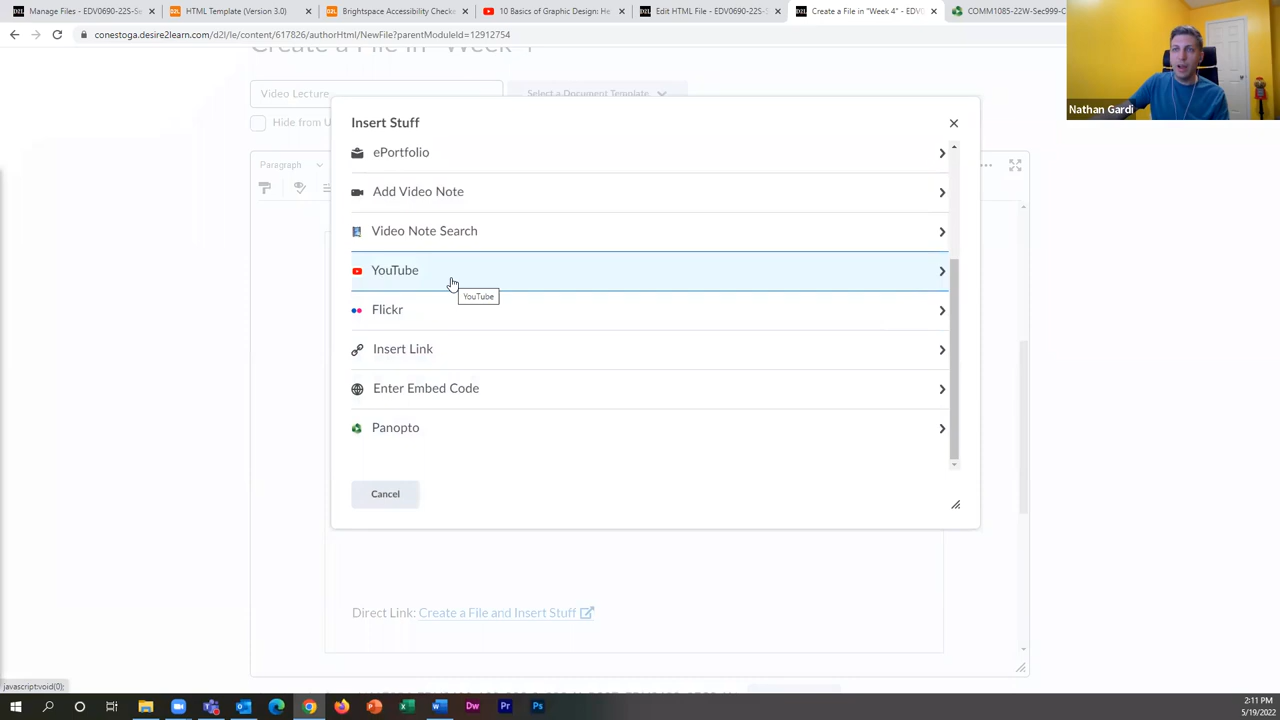 Manage Files - EDV0690-22S-Se
HTML Template (Version 3.0)
Brightspace Accessibility Checke
10 Basics of Graphic Design: He
Edit HTML File - EDV0690-22S-
Create a File in "Week 4" - EDV
COMM1085-22W-Sec999-C
conestoga.desire2learn.com/d2l/le/content/617826/authorHtml/NewFile?parentModuleId=12912754
Create a File in "Week 4"
Video Lecture
Select a Document Template
Hide from U
Nathan Gardi
Insert Stuff
Paragraph
ePortfolio
Add Video Note
Video Note Search
YouTube
YouTube
Flickr
Insert Link
Enter Embed Code
Panopto
Cancel
Direct Link: Create a File and Insert Stuff
javascript:void(0);
2:11 PM
5/19/2022